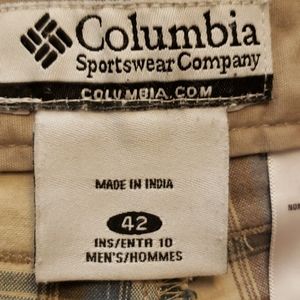 Columbia
Sportswear Company
COLUMBIA.COM
MADE IN INDIA
42
INS/ENTR 10
MEN'S/HOMMES